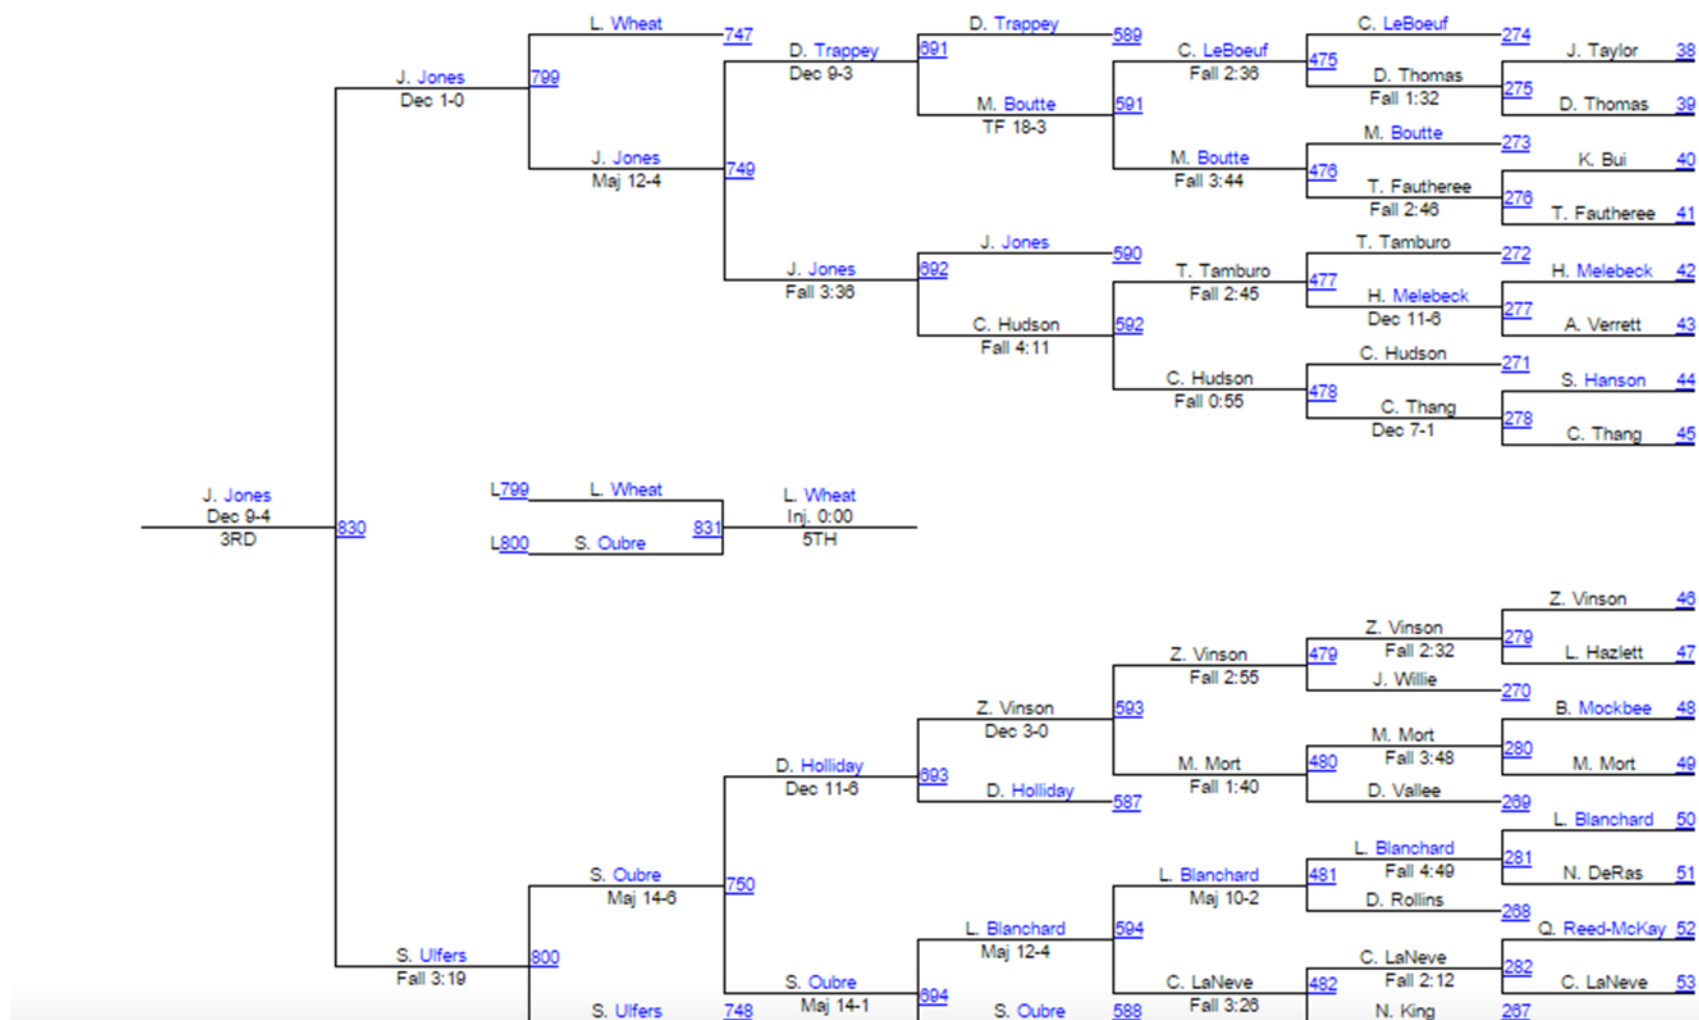 L. Wheat 747
D. Trappey 589
C. LeBoeuf 274
D. Trappey 691
Dec 9-3
C. LeBoeuf 475
Fall 2:36
J. Taylor 38
J. Jones 799
Dec 1-0
D. Thomas 275
Fall 1:32
M. Boutte 591
TF 18-3
D. Thomas 39
M. Boutte 273
J. Jones 749
Maj 12-4
M. Boutte 476
Fall 3:44
K. Bui 40
T. Fautheree 276
Fall 2:46
T. Fautheree 41
J. Jones 590
T. Tamburo 272
J. Jones 692
Fall 3:36
T. Tamburo 477
Fall 2:45
H. Melebeck 42
H. Melebeck 277
Dec 11-6
C. Hudson 592
Fall 4:11
A. Verrett 43
C. Hudson 271
C. Hudson 478
Fall 0:55
S. Hanson 44
C. Thang 278
Dec 7-1
C. Thang 45
J. Jones
Dec 9-4 830
3RD
L799 L. Wheat
L800 S. Oubre
831
L. Wheat
Inj. 0:00
5TH
Z. Vinson 46
Z. Vinson 279
Fall 2:32
Z. Vinson 479
Fall 2:55
L. Hazlett 47
J. Willie 270
Z. Vinson 593
Dec 3-0
B. Mockbee 48
M. Mort 280
Fall 3:48
D. Holliday 693
Dec 11-6
M. Mort 480
Fall 1:40
M. Mort 49
D. Holliday 587
D. Vallee 269
L. Blanchard 50
L. Blanchard 281
Fall 4:49
S. Oubre 750
Maj 14-6
L. Blanchard 481
Maj 10-2
N. DeRas 51
D. Rollins 268
L. Blanchard 594
Maj 12-4
Q. Reed-McKay 52
S. Ulfers 800
Fall 3:19
C. LaNeve 282
Fall 2:12
S. Oubre 694
Maj 14-1
C. LaNeve 482
Fall 3:26
C. LaNeve 53
S. Ulfers 748
S. Oubre 588
N. King 267